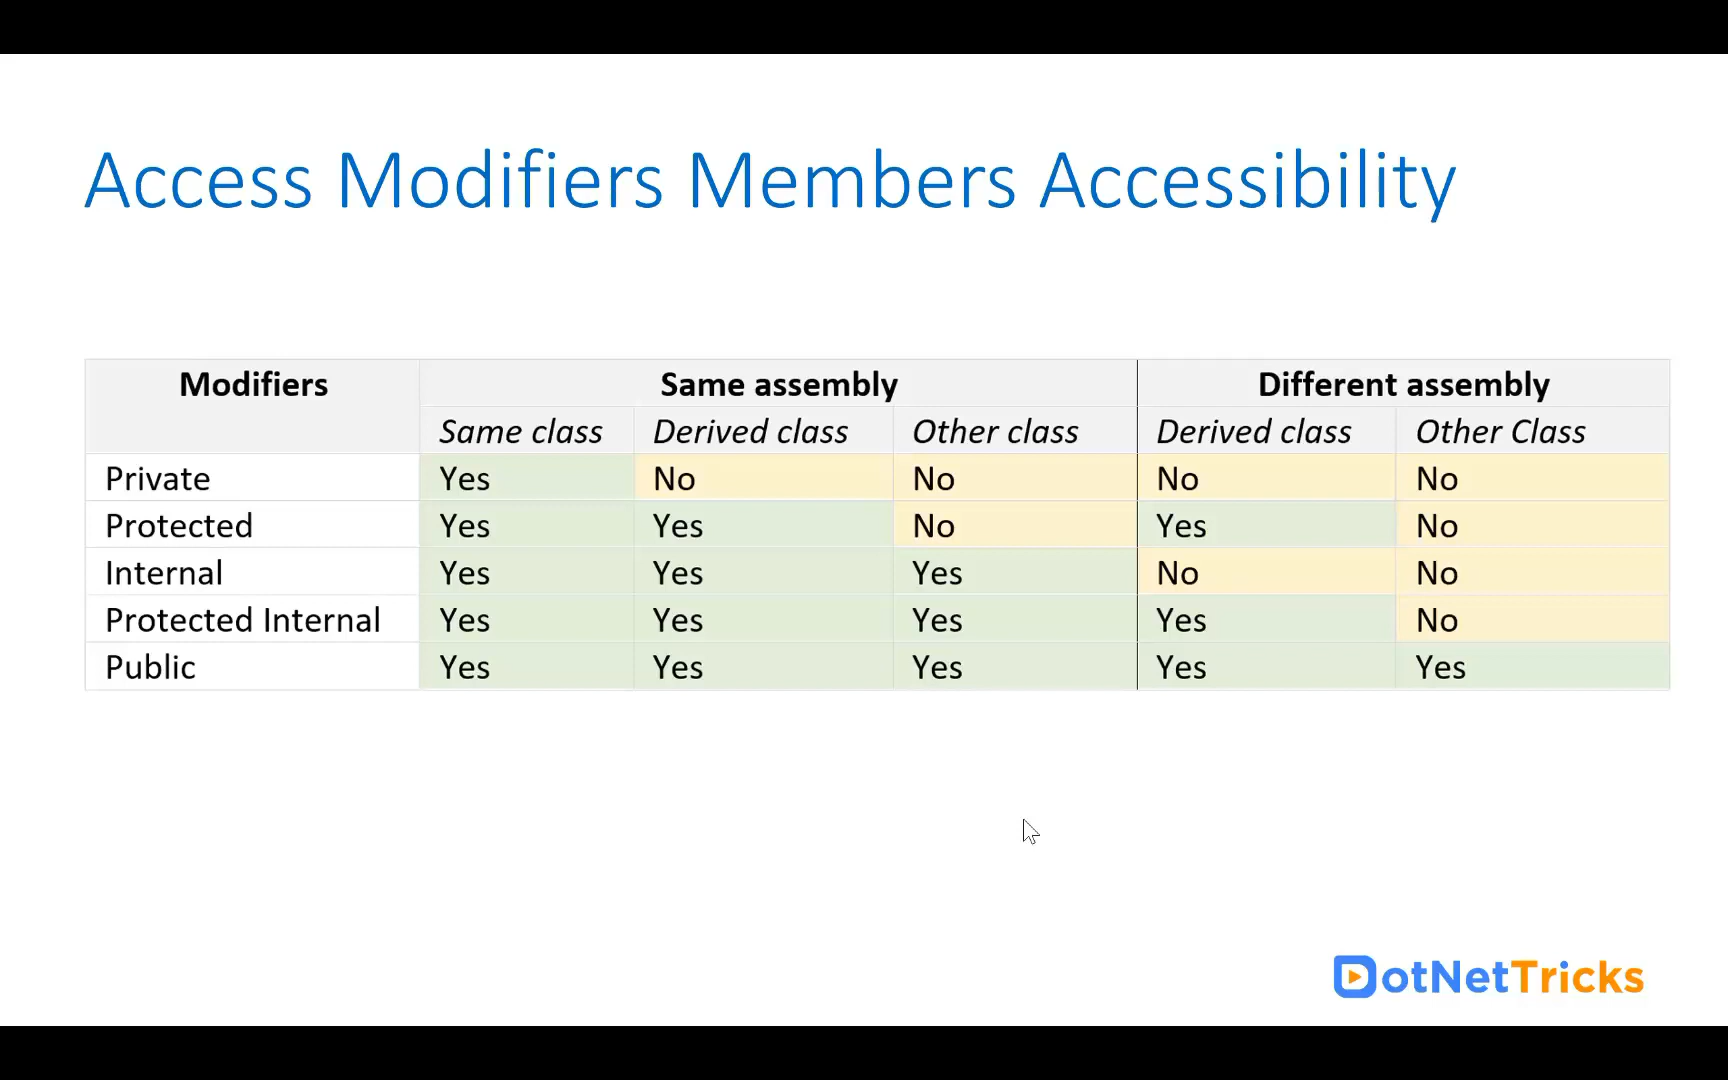 Access Modifiers Members Accessibility
Modifiers Same assembly Different assembly
Same class Derived class Other class Derived class Other Class
Private Yes No No No No
Protected Yes Yes No Yes No
Internal Yes Yes Yes No No
Protected Internal Yes Yes Yes Yes No
Public Yes Yes Yes Yes Yes
DotNetTricks